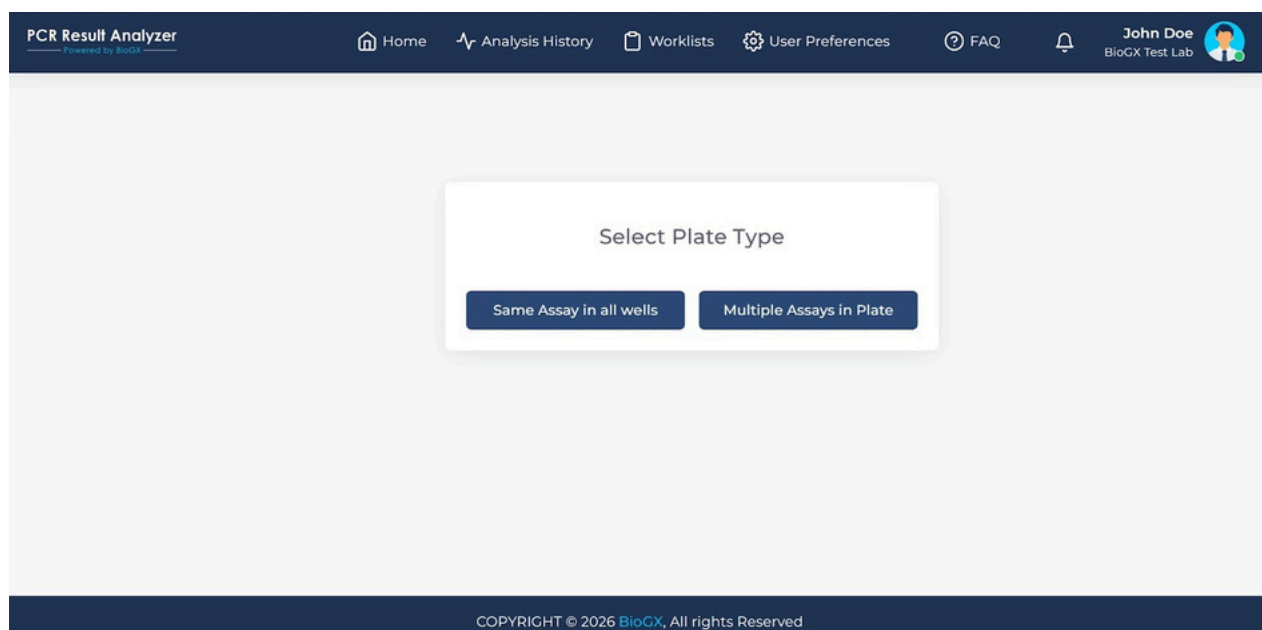 PCR Result Analyzer
Powered by BioGX
Home
Analysis History
Worklists
User Preferences
FAQ
John Doe
BioGX Test Lab
Select Plate Type
Same Assay in all wells
Multiple Assays in Plate
COPYRIGHT © 2026 BioGX, All rights Reserved